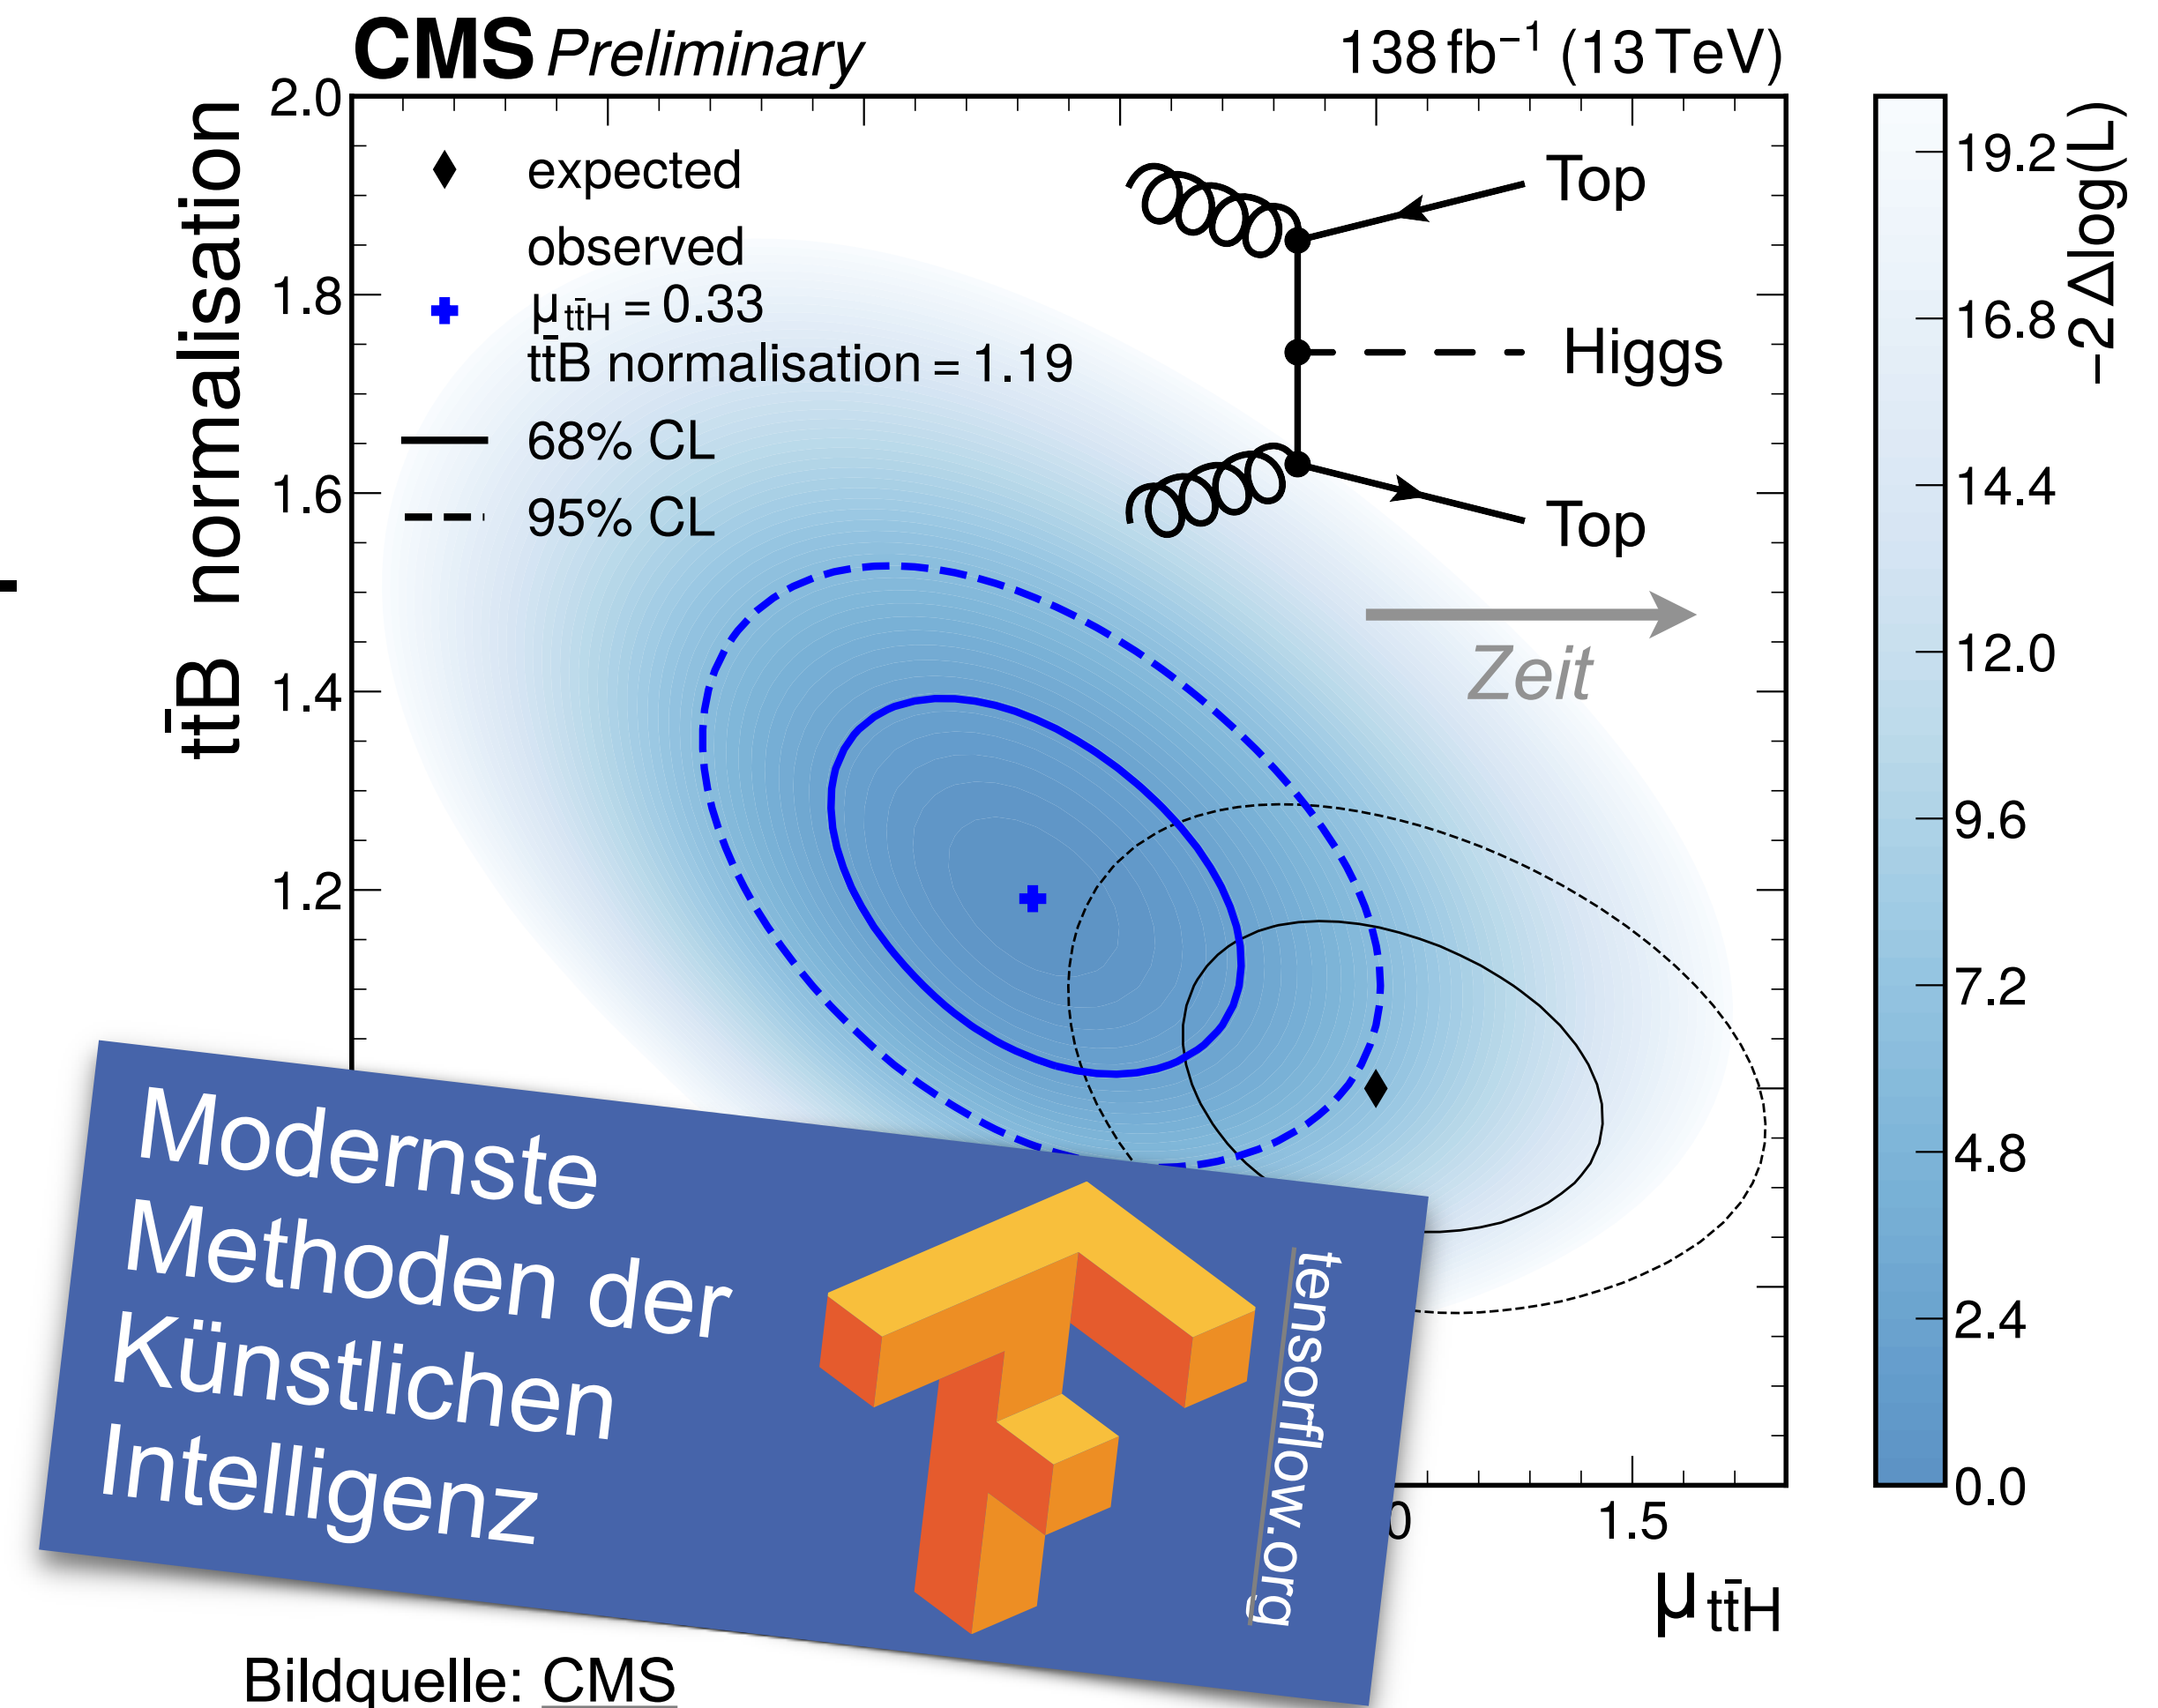 CMS Preliminary
138 fb⁻¹ (13 TeV)
tt̄B normalisation
2.0
1.8
1.6
1.4
1.2
expected
observed
μtt̄H = 0.33
tt̄B normalisation = 1.19
68% CL
95% CL
Top
Higgs
Top
Zeit
19.2
16.8
14.4
12.0
9.6
7.2
4.8
2.4
0.0
−2 Δlog(L)
0
1.5
μtt̄H
Modernste
Methoden der
Künstlichen
Intelligenz
tensorflow.org
Bildquelle: CMS